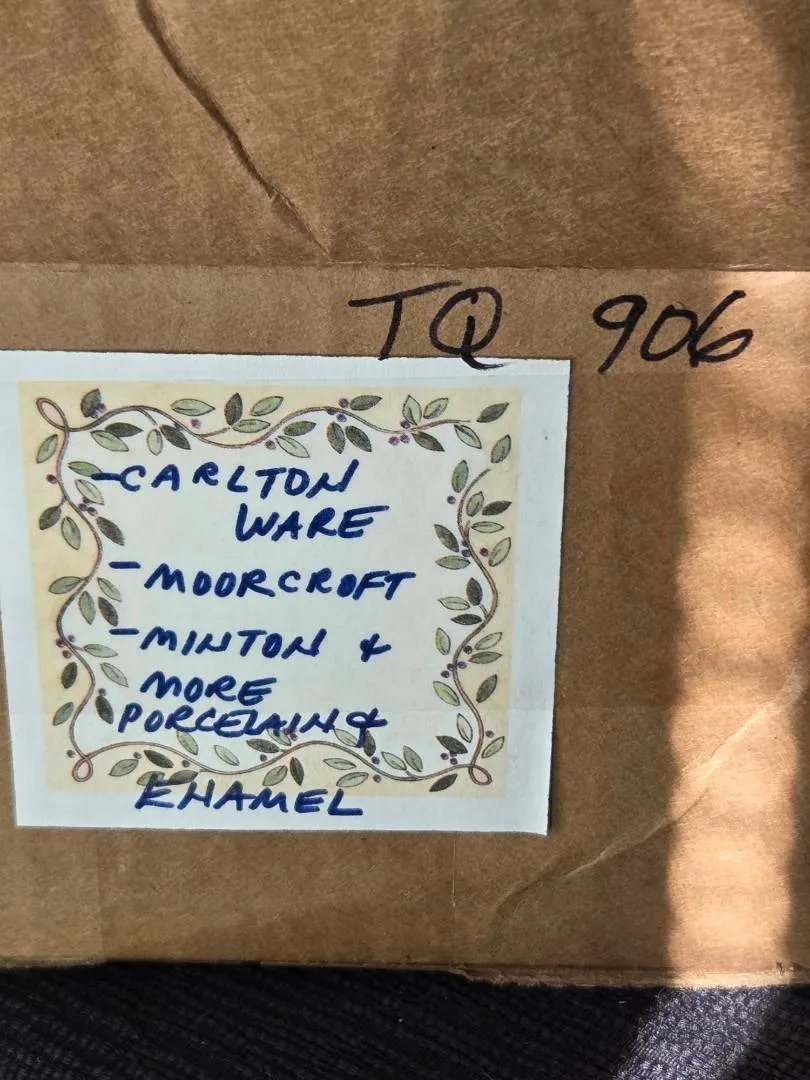 TQ 906
-CARLTON
WARE
-MOORCROFT
-MINTON &
MORE
PORCELAIN &
ENAMEL